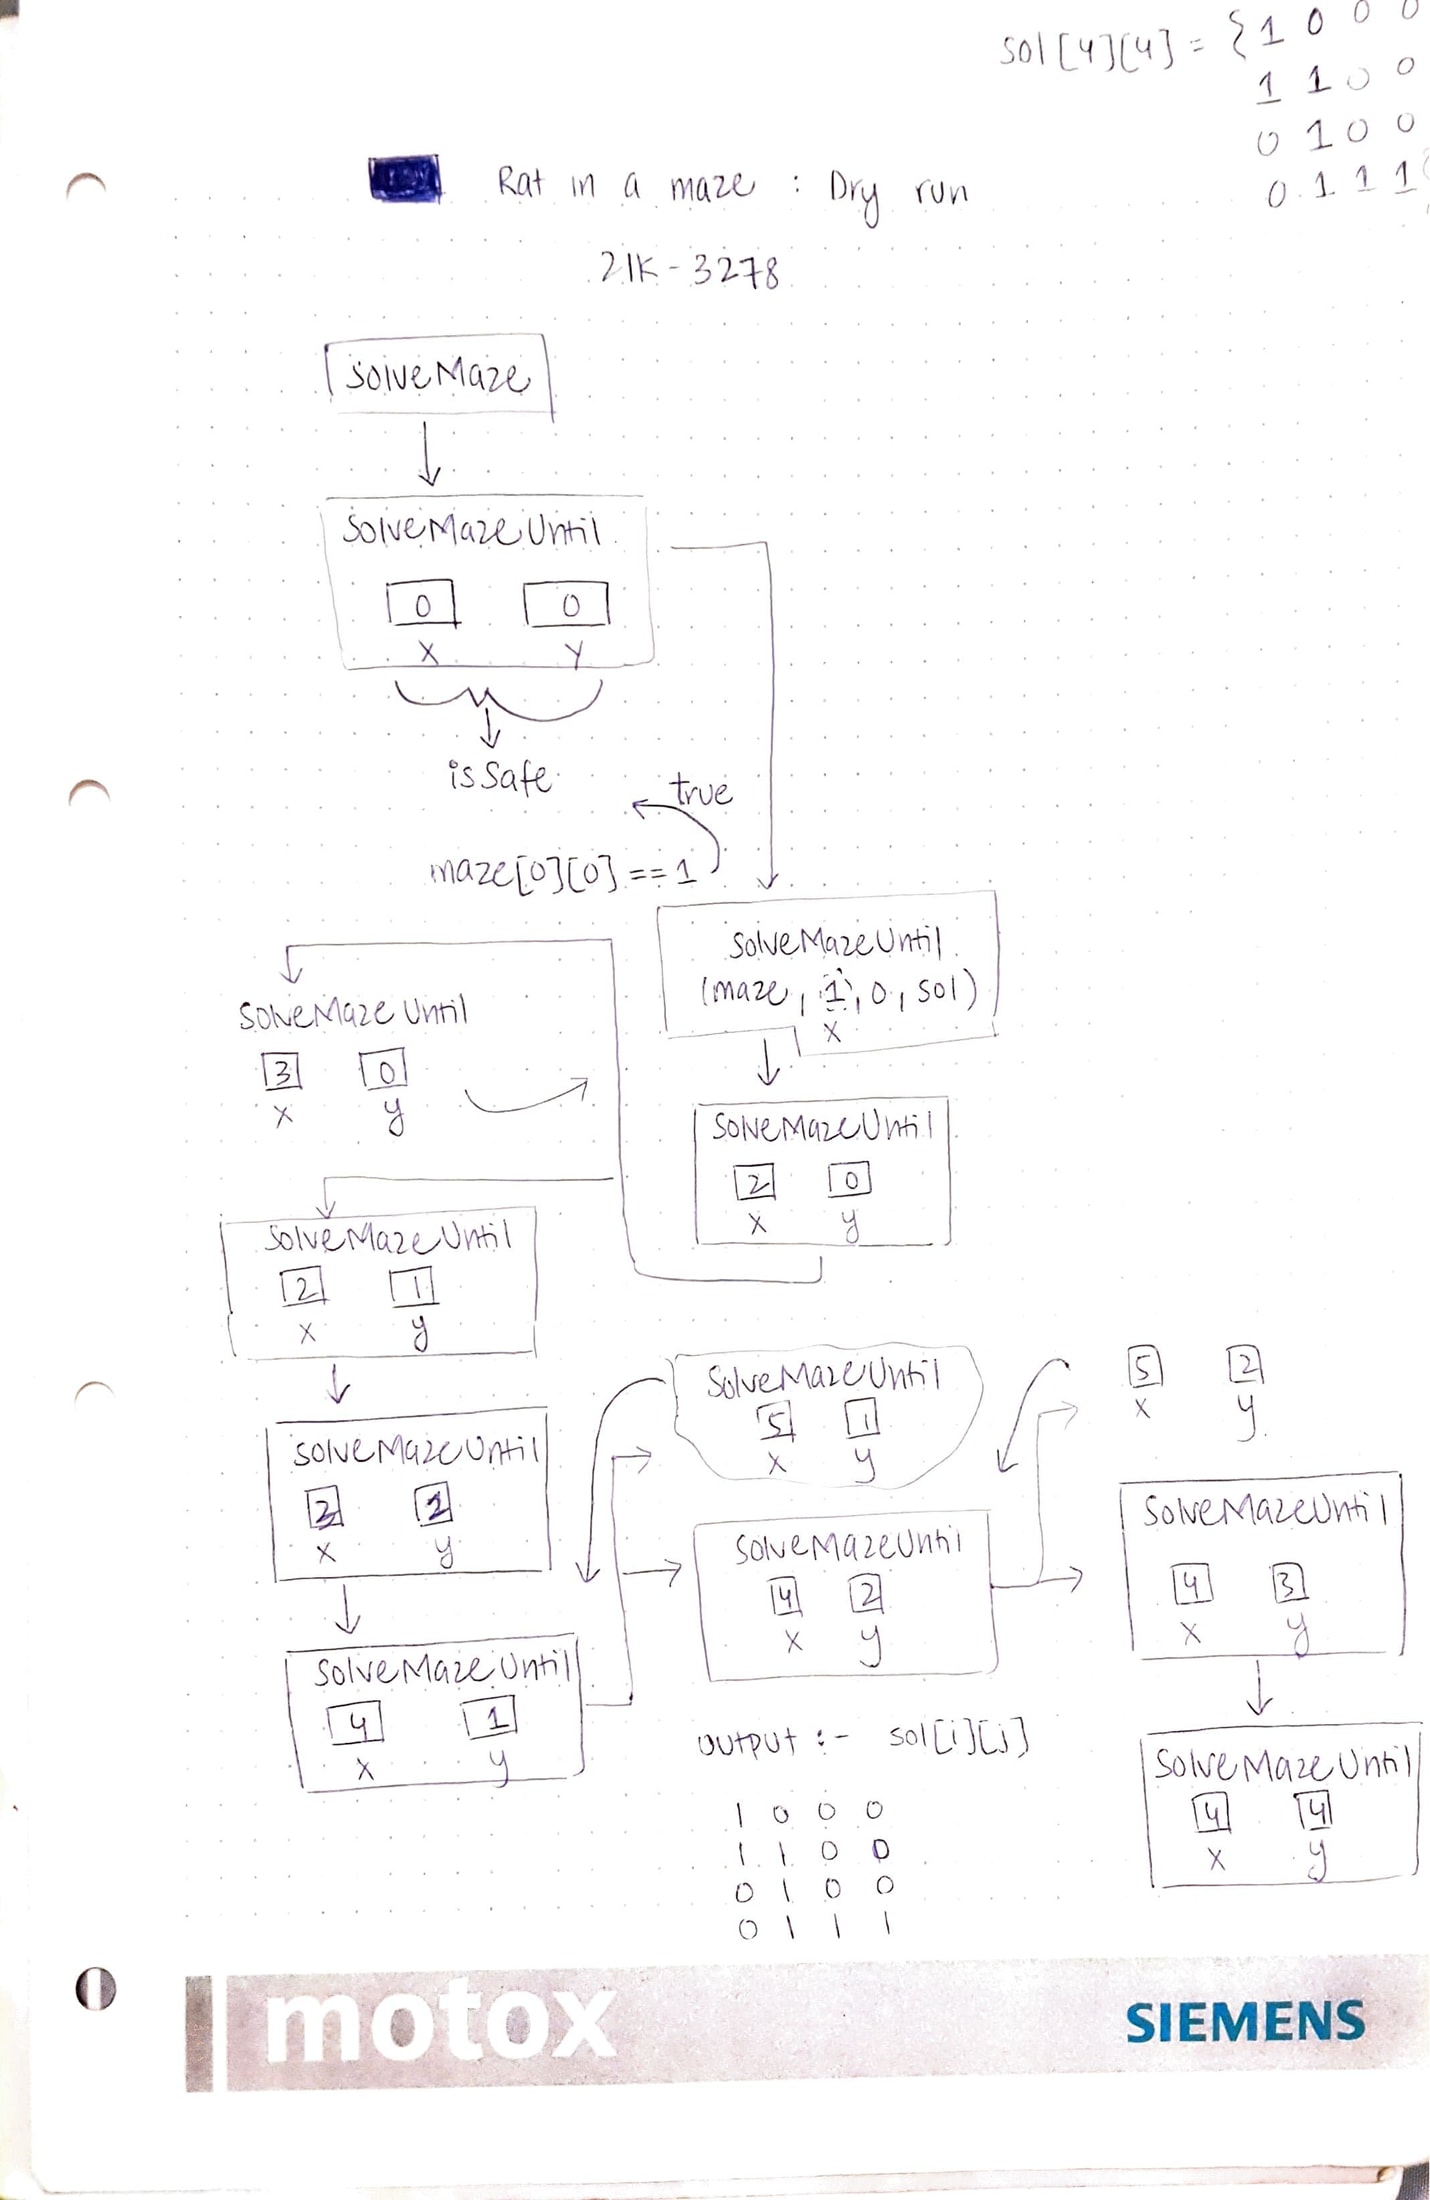 sol[4][4] = {1 0 0 0
1 1 0 0
0 1 0 0
0 1 1 1
Rat in a maze : Dry run
21K-3278
SolveMaze
SolveMazeUntil
0 0
X Y
isSafe
true
maze[0][0] == 1
SolveMazeUntil
(maze, 1, 0, sol)
X
SolveMazeUntil
3 0
x y
SolveMazeUntil
2 0
x y
SolveMazeUntil
2 1
x y
SolveMazeUntil
5 1
x y
5 2
x y
SolveMazeUntil
x y
SolveMazeUntil
4 2
x y
SolveMazeUntil
4 3
x y
SolveMazeUntil
4 1
x y
output :- sol[i][j]
SolveMazeUntil
4 4
x y
1 0 0 0
1 1 0 0
0 1 0 0
0 1 1 1
motox
SIEMENS